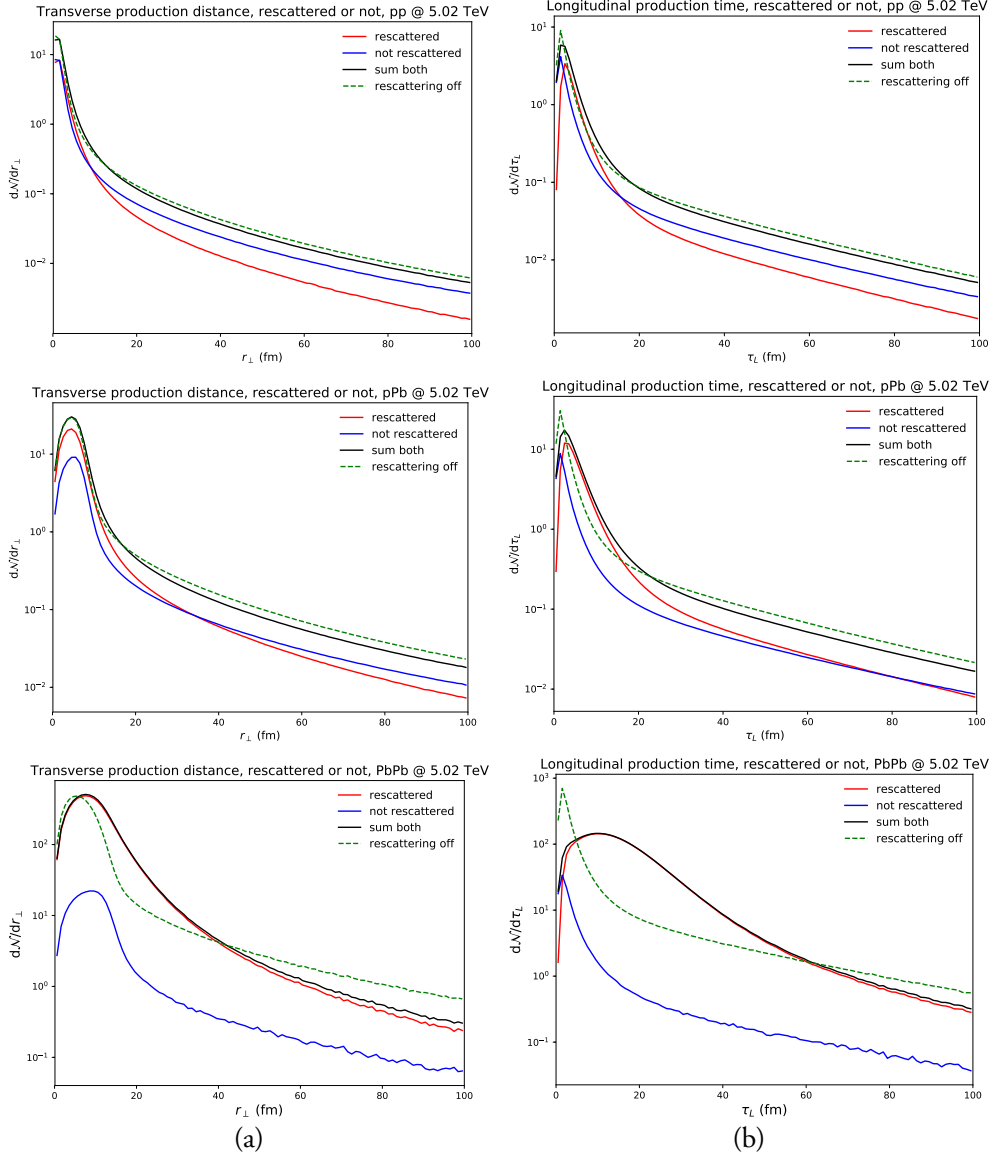 Transverse production distance, rescattered or not, pp @ 5.02 TeV
rescattered
not rescattered
sum both
rescattering off
d𝒩/dr⊥
10¹
10⁰
10⁻¹
10⁻²
0 20 40 60 80 100
r⊥ (fm)
Longitudinal production time, rescattered or not, pp @ 5.02 TeV
rescattered
not rescattered
sum both
rescattering off
d𝒩/dτL
10¹
10⁰
10⁻¹
10⁻²
0 20 40 60 80 100
τL (fm)
Transverse production distance, rescattered or not, pPb @ 5.02 TeV
rescattered
not rescattered
sum both
rescattering off
d𝒩/dr⊥
10¹
10⁰
10⁻¹
10⁻²
0 20 40 60 80 100
r⊥ (fm)
Longitudinal production time, rescattered or not, pPb @ 5.02 TeV
rescattered
not rescattered
sum both
rescattering off
d𝒩/dτL
10¹
10⁰
10⁻¹
10⁻²
0 20 40 60 80 100
τL (fm)
Transverse production distance, rescattered or not, PbPb @ 5.02 TeV
rescattered
not rescattered
sum both
rescattering off
d𝒩/dr⊥
10²
10¹
10⁰
10⁻¹
0 20 40 60 80 100
r⊥ (fm)
(a)
Longitudinal production time, rescattered or not, PbPb @ 5.02 TeV
rescattered
not rescattered
sum both
rescattering off
d𝒩/dτL
10³
10²
10¹
10⁰
10⁻¹
0 20 40 60 80 100
τL (fm)
(b)